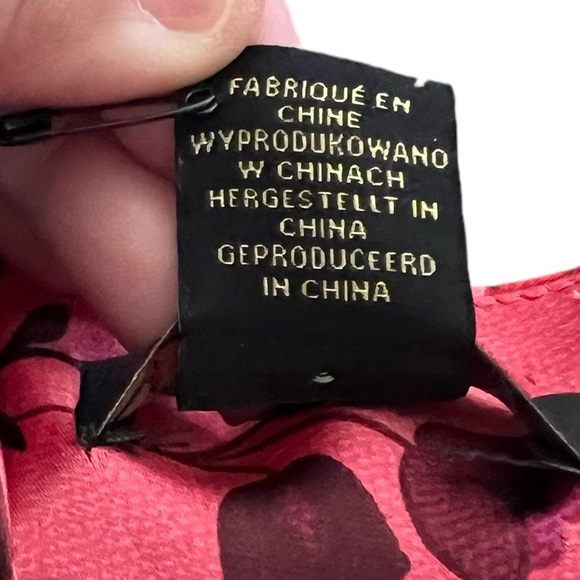 FABRIQUÉ EN
CHINE
WYPRODUKOWANO
W CHINACH
HERGESTELLT IN
CHINA
GEPRODUCEERD
IN CHINA